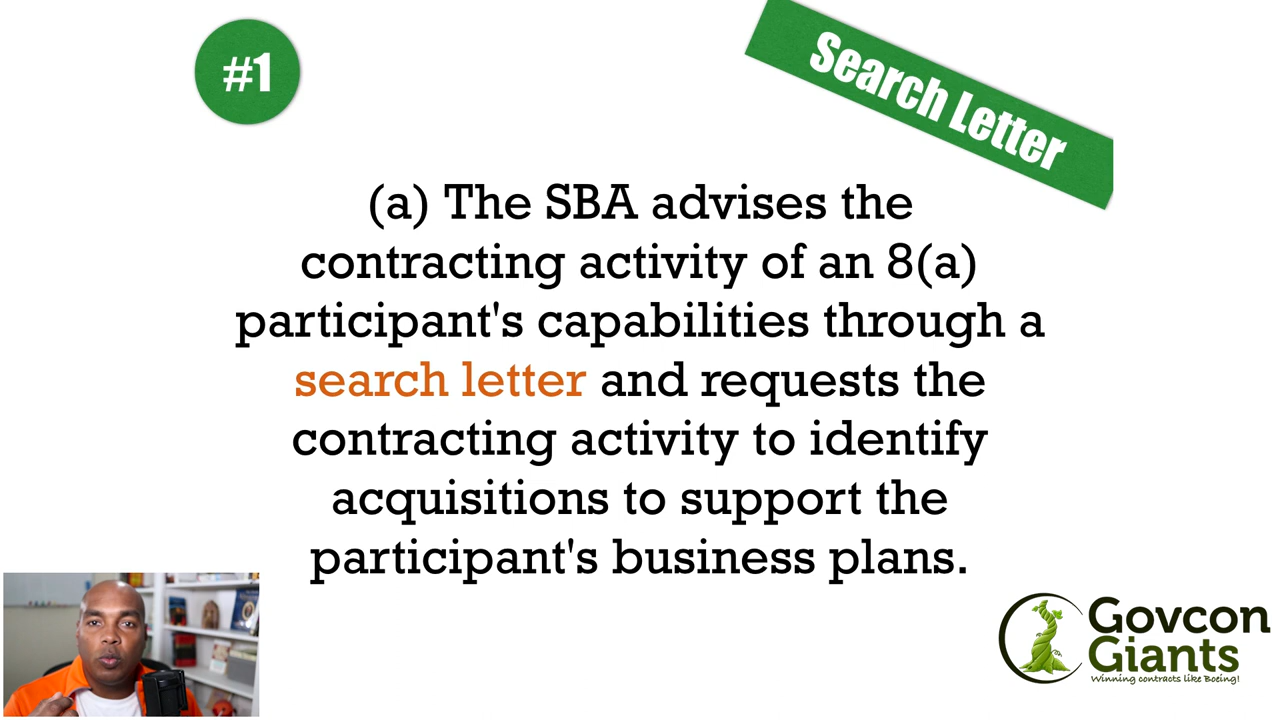 #1
Search Letter
(a) The SBA advises the
contracting activity of an 8(a)
participant's capabilities through a
search letter and requests the
contracting activity to identify
acquisitions to support the
participant's business plans.
Govcon
Giants
Winning contracts like Boeing!